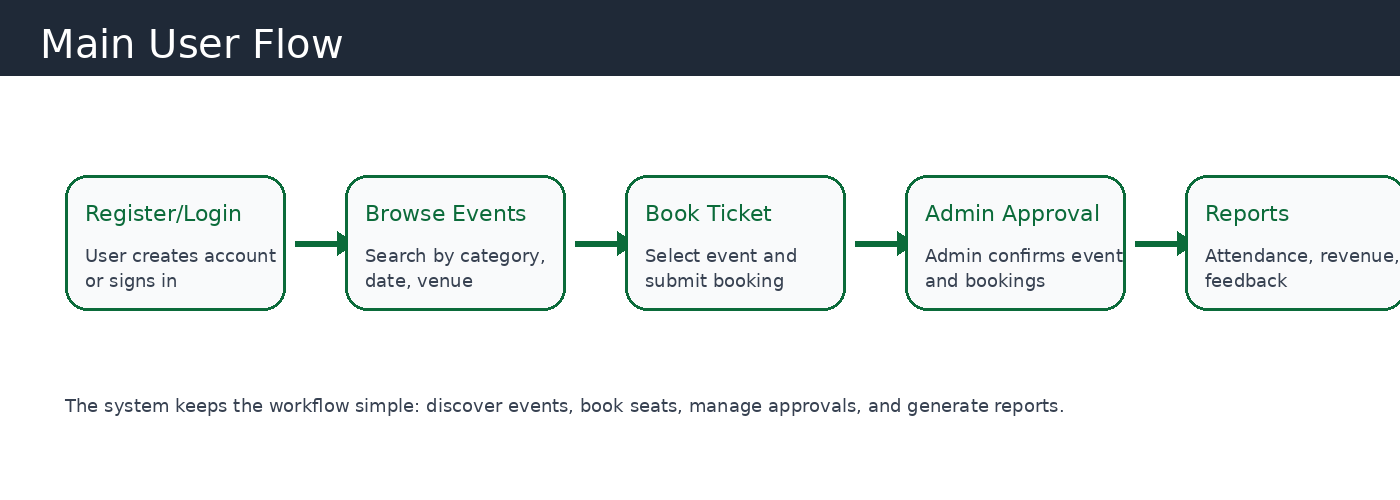 Main User Flow
Register/Login
User creates account
or signs in
Browse Events
Search by category,
date, venue
Book Ticket
Select event and
submit booking
Admin Approval
Admin confirms event
and bookings
Reports
Attendance, revenue,
feedback
The system keeps the workflow simple: discover events, book seats, manage approvals, and generate reports.